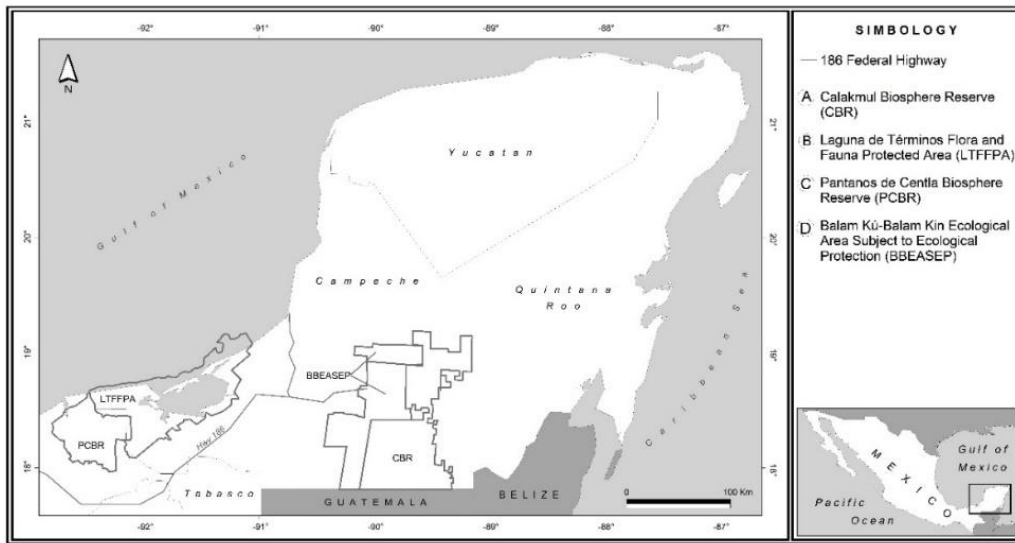 -92°
-91°
-90°
-89°
-88°
-87°
N
21°
21°
20°
20°
19°
19°
18°
18°
Gulf of Mexico
Yucatan
Campeche
Quintana
Roo
Caribbean Sea
BBEASEP
LTFFPA
PCBR
Hwy 186
CBR
Tabasco
GUATEMALA
BELIZE
0 100 Km
-92°
-91°
-90°
-89°
-88°
-87°
SIMBOLOGY
186 Federal Highway
A Calakmul Biosphere Reserve
(CBR)
B Laguna de Términos Flora and
Fauna Protected Area (LTFFPA)
C Pantanos de Centla Biosphere
Reserve (PCBR)
D Balam Kú-Balam Kin Ecological
Area Subject to Ecological
Protection (BBEASEP)
MEXICO
Gulf of
Mexico
Pacific
Ocean